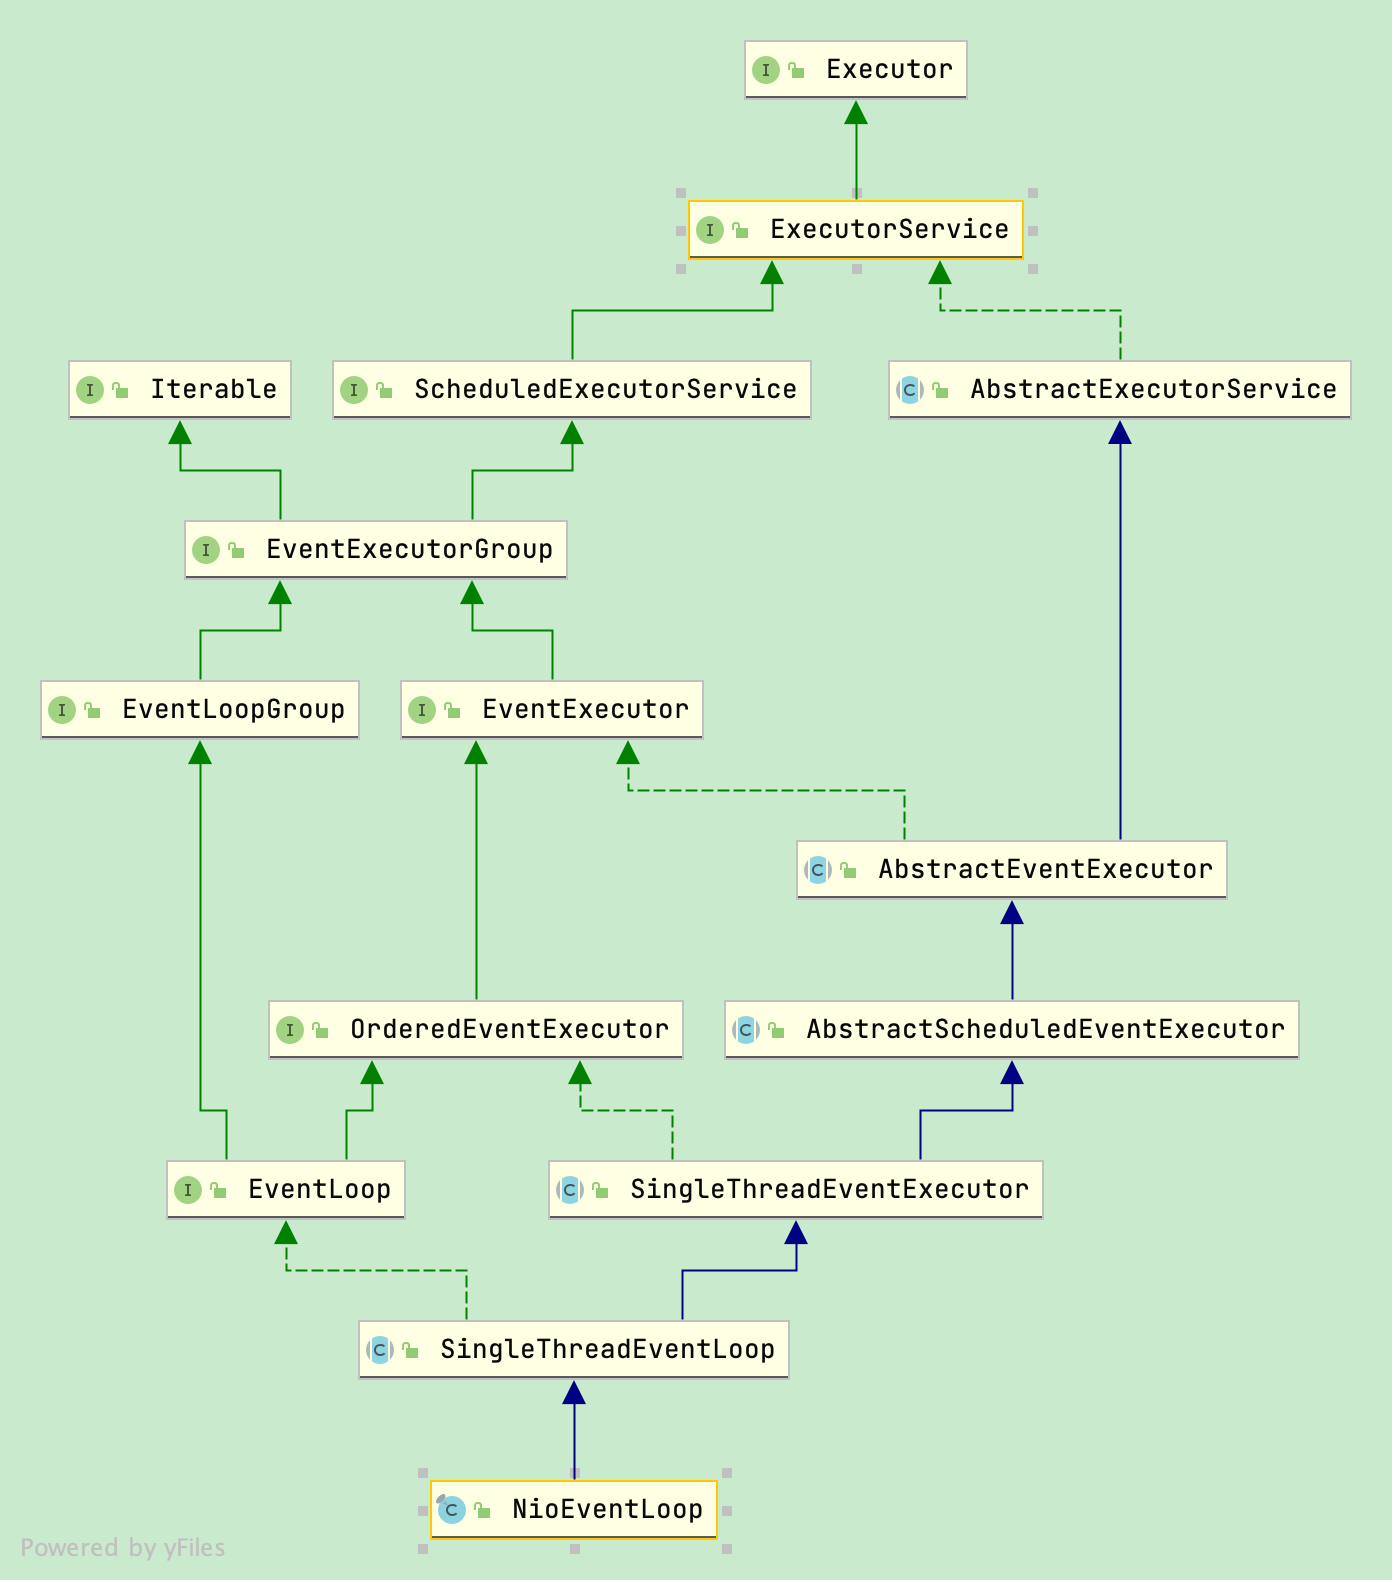 Executor
ExecutorService
Iterable
ScheduledExecutorService
AbstractExecutorService
EventExecutorGroup
EventLoopGroup
EventExecutor
AbstractEventExecutor
OrderedEventExecutor
AbstractScheduledEventExecutor
EventLoop
SingleThreadEventExecutor
SingleThreadEventLoop
NioEventLoop
Powered by yFiles